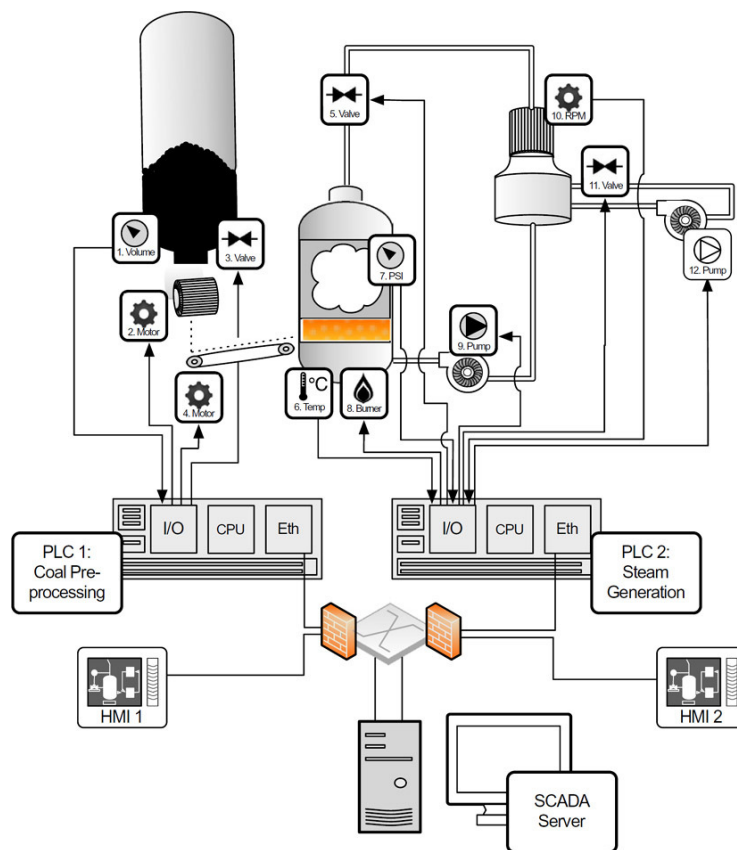 5. Valve
10. RPM
11. Valve
1. Volume
3. Valve
7. PSI
12. Pump
2. Motor
9. Pump
°C
6. Temp
8. Burner
4. Motor
I/O
CPU
Eth
I/O
CPU
Eth
PLC 1:
Coal Pre-
processing
PLC 2:
Steam
Generation
HMI 1
HMI 2
SCADA
Server